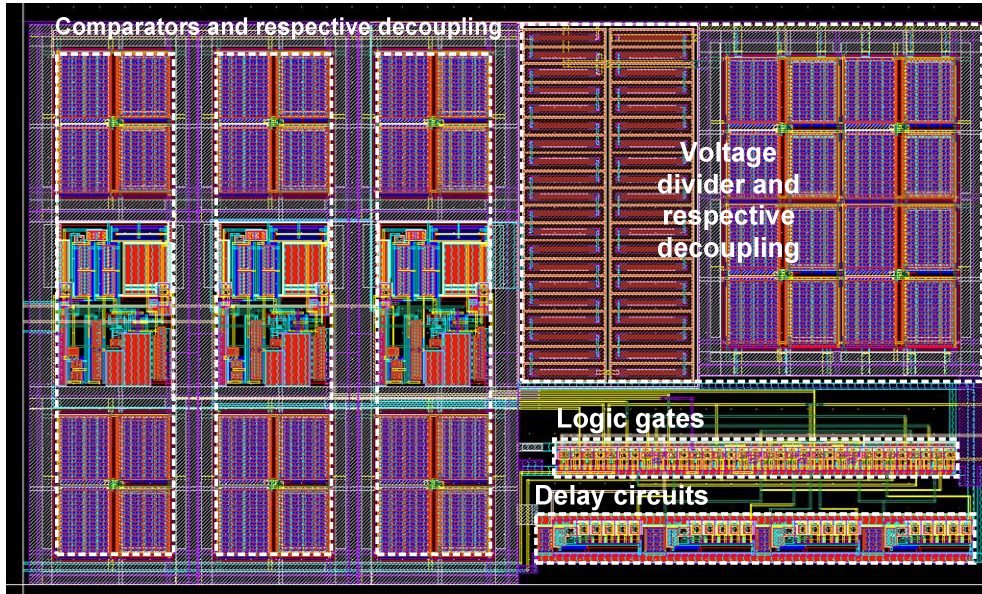 Comparators and respective decoupling
Voltage
divider and
respective
decoupling
Logic gates
Delay circuits